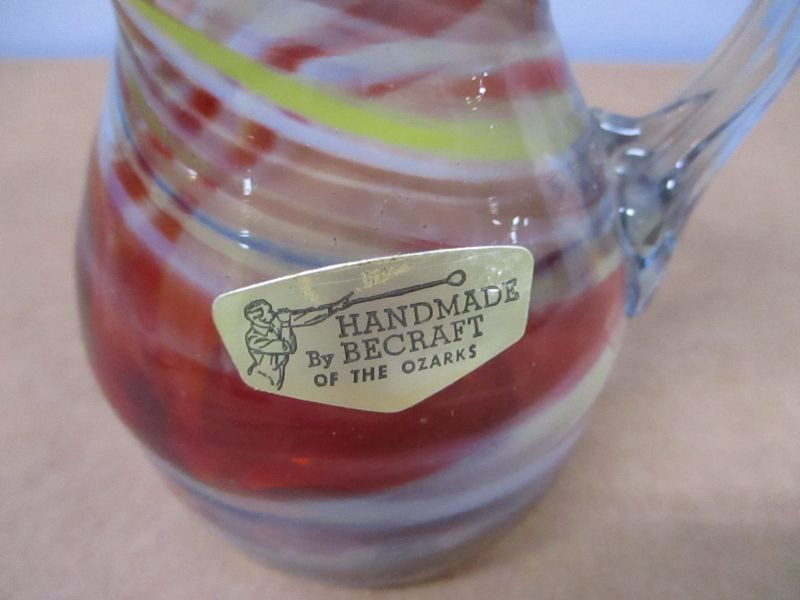 HANDMADE
By BECRAFT
OF THE OZARKS